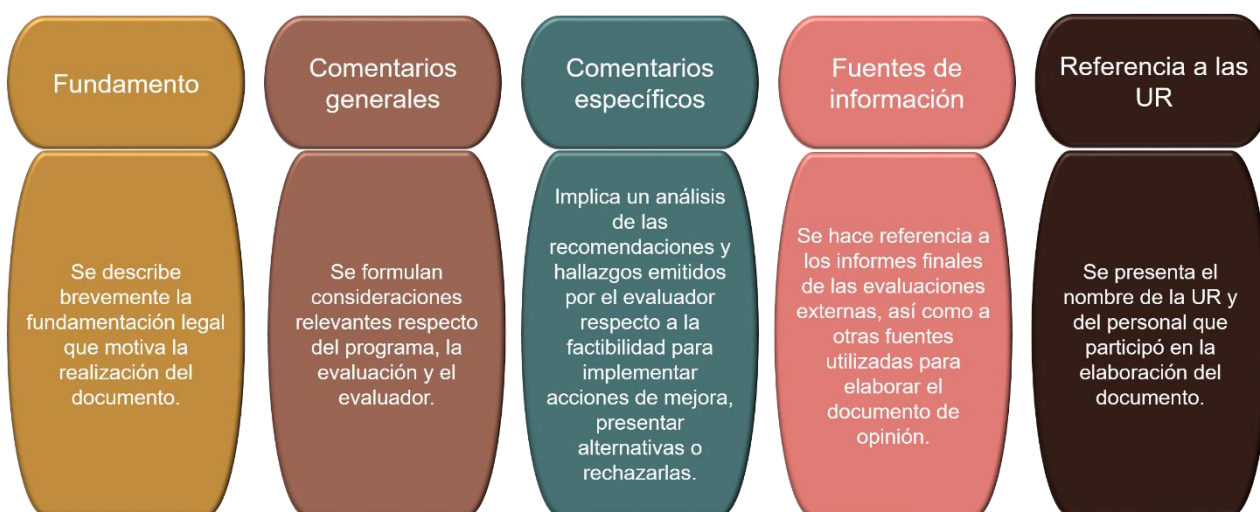 Fundamento
Se describe
brevemente la
fundamentación legal
que motiva la
realización del
documento.
Comentarios
generales
Se formulan
consideraciones
relevantes respecto
del programa, la
evaluación y el
evaluador.
Comentarios
específicos
Implica un análisis
de las
recomendaciones y
hallazgos emitidos
por el evaluador
respecto a la
factibilidad para
implementar
acciones de mejora,
presentar
alternativas o
rechazarlas.
Fuentes de
información
Se hace referencia a
los informes finales
de las evaluaciones
externas, así como a
otras fuentes
utilizadas para
elaborar el
documento de
opinión.
Referencia a las
UR
Se presenta el
nombre de la UR y
del personal que
participó en la
elaboración del
documento.